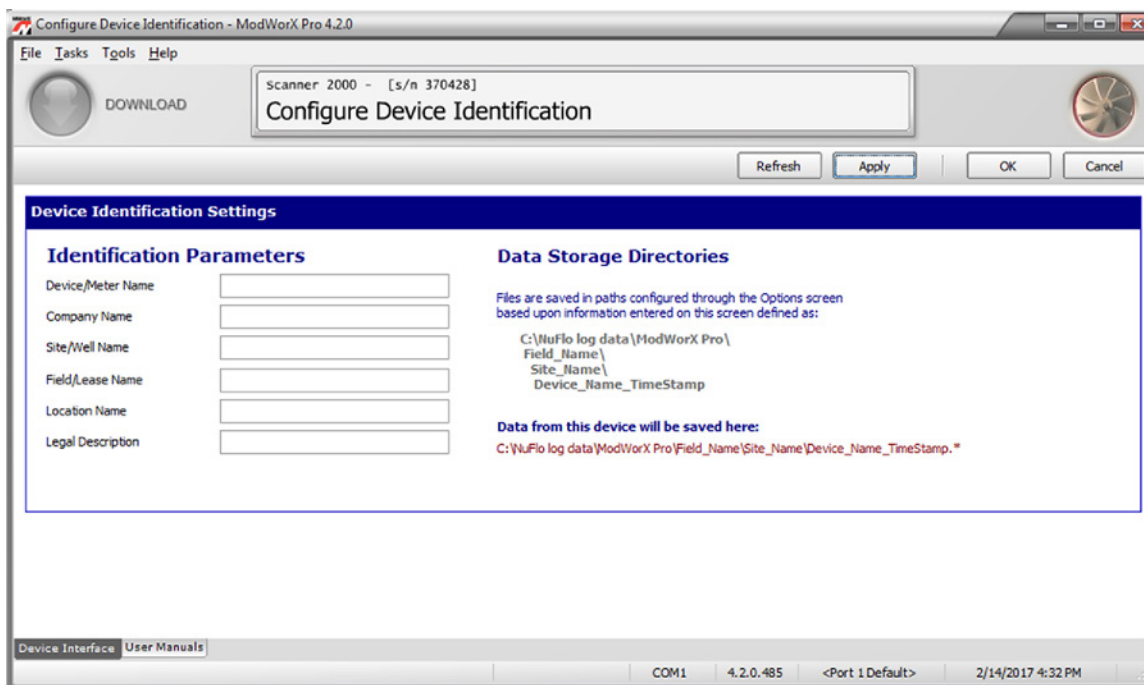 Configure Device Identification - ModWorX Pro 4.2.0
File Tasks Tools Help
DOWNLOAD
Scanner 2000 - [s/n 370428]
Configure Device Identification
Refresh Apply OK Cancel
Device Identification Settings
Identification Parameters
Device/Meter Name
Company Name
Site/Well Name
Field/Lease Name
Location Name
Legal Description
Data Storage Directories
Files are saved in paths configured through the Options screen
based upon information entered on this screen defined as:
C:\NuFlo log data\ModWorX Pro\
Field_Name\
Site_Name\
Device_Name_TimeStamp
Data from this device will be saved here:
C:\NuFlo log data\ModWorX Pro\Field_Name\Site_Name\Device_Name_TimeStamp.*
Device Interface User Manuals
COM1 4.2.0.485 <Port 1 Default> 2/14/2017 4:32 PM